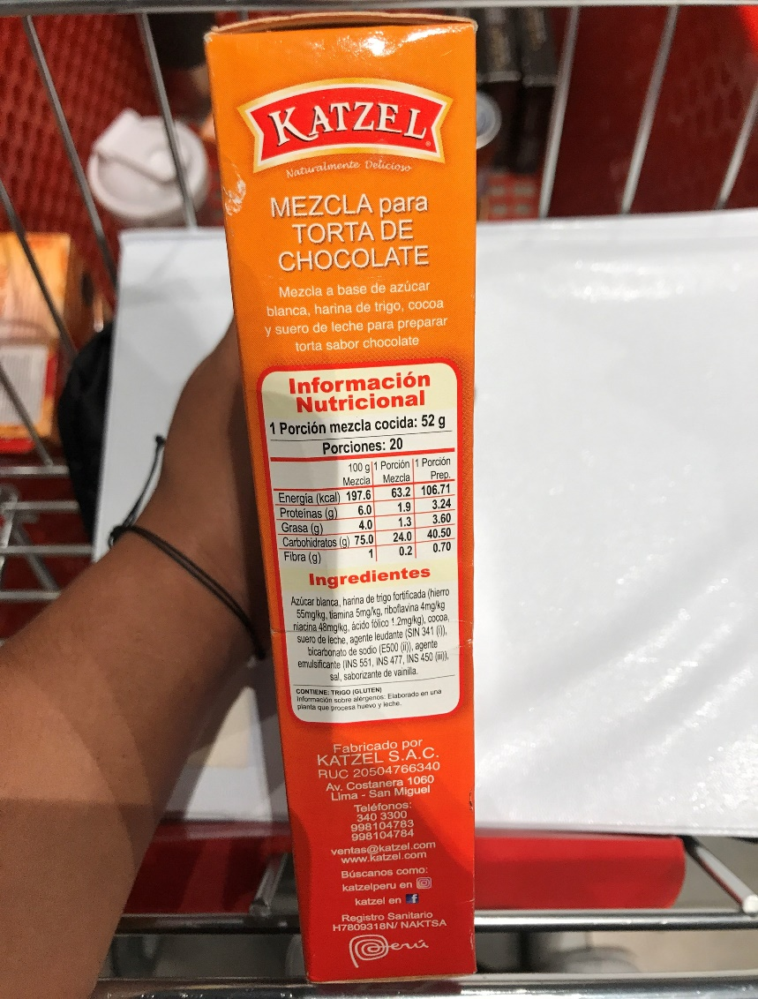 KATZEL
Naturalmente Delicioso
MEZCLA para
TORTA DE
CHOCOLATE
Mezcla a base de azúcar
blanca, harina de trigo, cocoa
y suero de leche para preparar
torta sabor chocolate
Información
Nutricional
1 Porción mezcla cocida: 52 g
Porciones: 20
100 g 1 Porción 1 Porción
Mezcla Mezcla Prep.
Energía (kcal) 197.6 63.2 106.71
Proteínas (g) 6.0 1.9 3.24
Grasa (g) 4.0 1.3 3.60
Carbohidratos (g) 75.0 24.0 40.50
Fibra (g) 1 0.2 0.70
Ingredientes
Azúcar blanca, harina de trigo fortificada (hierro
55mg/kg, tiamina 5mg/kg, riboflavina 4mg/kg
niacina 48mg/kg, ácido fólico 1.2mg/kg), cocoa,
suero de leche, agente leudante (SIN 341 (i)),
bicarbonato de sodio (E500 (ii)), agente
emulsificante (INS 551, INS 477, INS 450 (iii)),
sal, saborizante de vainilla.
CONTIENE: TRIGO (GLUTEN)
Información sobre alérgenos: Elaborado en una
planta que procesa huevo y leche.
Fabricado por
KATZEL S.A.C.
RUC 20504766340
Av. Costanera 1060
Lima - San Miguel
Teléfonos:
340 3300
998104783
998104784
ventas@katzel.com
www.katzel.com
Búscanos como:
katzelperu en
katzel en f
Registro Sanitario
H7809318N/ NAKTSA
Perú